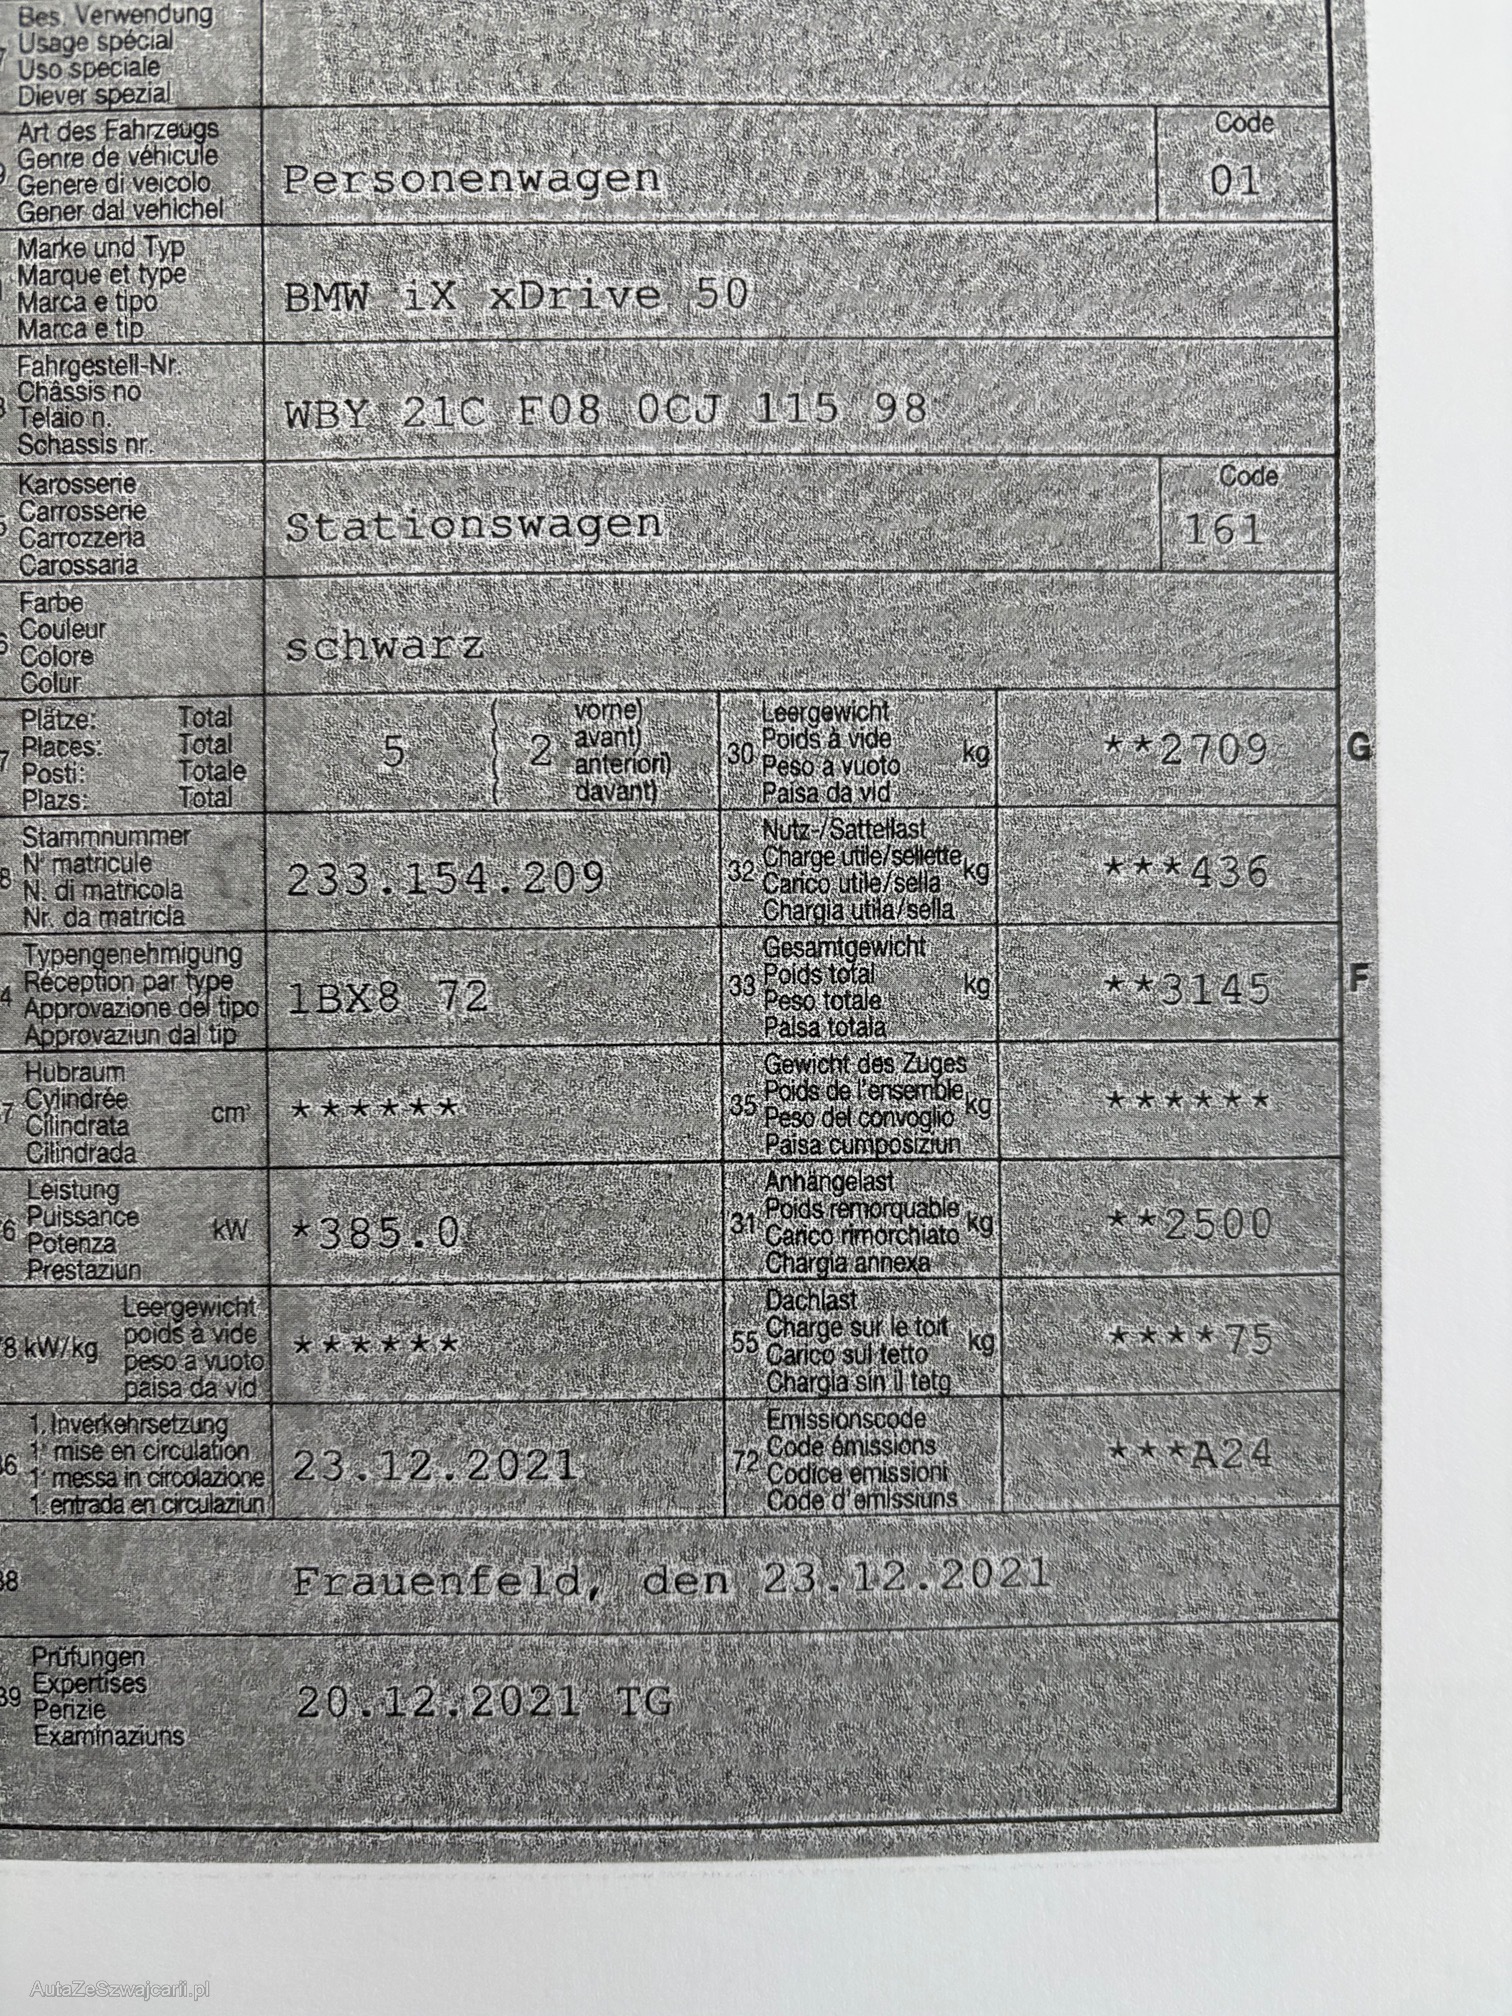 Bes. Verwendung
Usage spécial
Uso speciale
Diever spezial
Art des Fahrzeugs
Genre de véhicule
Genere di veicolo
Gener dal vehichel
Personenwagen
Code
01
Marke und Typ
Marque et type
Marca e tipo
Marca e tip
BMW iX xDrive 50
Fahrgestell-Nr.
Châssis no
Telaio n.
Schassis nr.
WBY 21C F08 0CJ 115 98
Karosserie
Carrosserie
Carrozzeria
Carossaria
Stationswagen
Code
161
Farbe
Couleur
Colore
Colur
schwarz
Plätze: Total
Places: Total
Posti: Totale
Plazs: Total
5 { 2
vorne)
avant)
anteriori)
davant)
30
Leergewicht
Poids à vide
Peso a vuoto
Paisa da vid
kg
**2709
G
Stammnummer
N° matricule
N. di matricola
Nr. da matricla
233.154.209
32
Nutz-/Sattellast
Charge utile/sellette
Carico utile/sella
Chargia utila/sella
kg
***436
Typengenehmigung
Réception par type
Approvazione del tipo
Approvaziun dal tip
1BX8 72
33
Gesamtgewicht
Poids total
Peso totale
Paisa totala
kg
**3145
F
Hubraum
Cylindrée
Cilindrata
Cilindrada
cm³
******
35
Gewicht des Zuges
Poids de l'ensemble
Peso del convoglio
Paisa cumposiziun
kg
******
Leistung
Puissance
Potenza
Prestaziun
kW
*385.0
31
Anhängelast
Poids remorquable
Carico rimorchiato
Chargia annexa
kg
**2500
kW/kg
Leergewicht
poids à vide
peso a vuoto
paisa da vid
******
55
Dachlast
Charge sur le toit
Carico sul tetto
Chargia sin il tetg
kg
****75
1. Inverkehrsetzung
1ʳᵉ mise en circulation
1ᵃ messa in circolazione
1. entrada en circulaziun
23.12.2021
72
Emissionscode
Code émissions
Codice emissioni
Code d'emissiuns
***A24
38
Frauenfeld, den 23.12.2021
39
Prüfungen
Expertises
Perizie
Examinaziuns
20.12.2021 TG
AutaZeSzwajcarii.pl